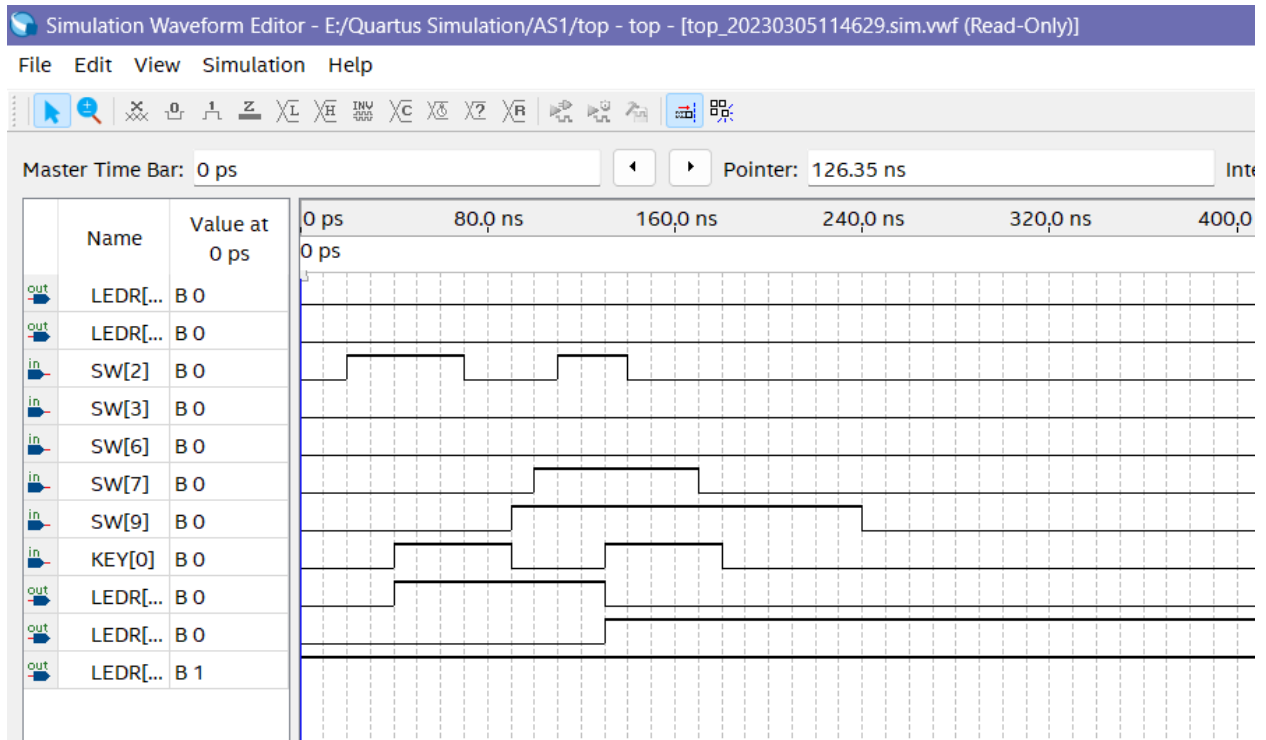 Simulation Waveform Editor - E:/Quartus Simulation/AS1/top - top - [top_20230305114629.sim.vwf (Read-Only)]
File Edit View Simulation Help
Master Time Bar: 0 ps Pointer: 126.35 ns Inte
Name Value at 0 ps
0 ps 80.0 ns 160.0 ns 240.0 ns 320.0 ns 400.0
0 ps
out LEDR[... B 0
out LEDR[... B 0
in SW[2] B 0
in SW[3] B 0
in SW[6] B 0
in SW[7] B 0
in SW[9] B 0
in KEY[0] B 0
out LEDR[... B 0
out LEDR[... B 0
out LEDR[... B 1